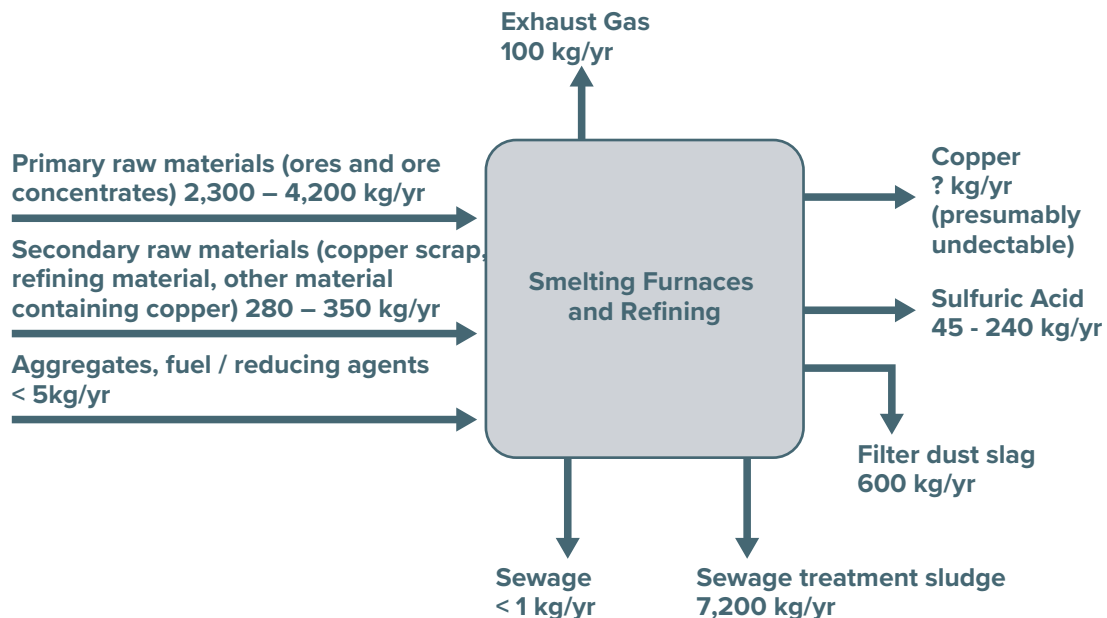 Exhaust Gas
100 kg/yr
Primary raw materials (ores and ore
concentrates) 2,300 – 4,200 kg/yr
Secondary raw materials (copper scrap,
refining material, other material
containing copper) 280 – 350 kg/yr
Aggregates, fuel / reducing agents
< 5kg/yr
Smelting Furnaces
and Refining
Copper
? kg/yr
(presumably
undectable)
Sulfuric Acid
45 - 240 kg/yr
Filter dust slag
600 kg/yr
Sewage
< 1 kg/yr
Sewage treatment sludge
7,200 kg/yr